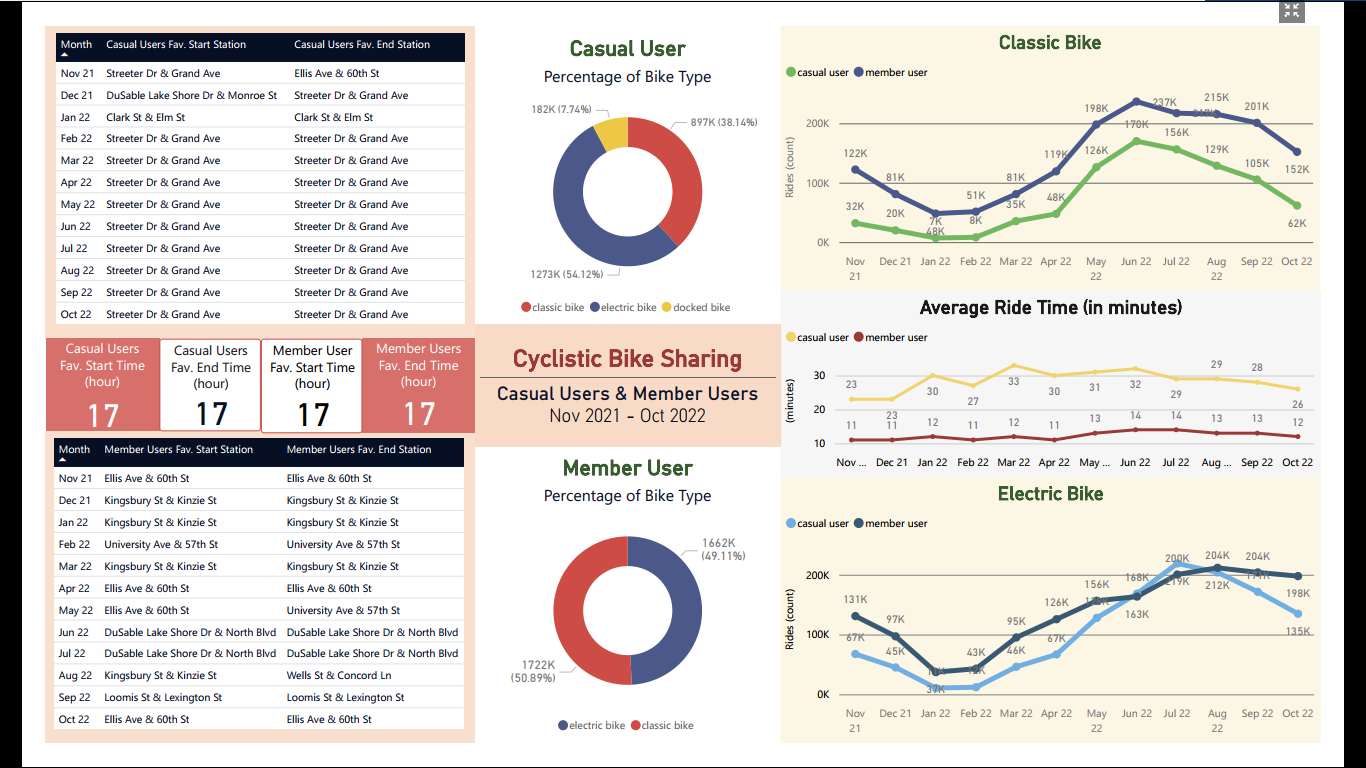 Month Casual Users Fav. Start Station Casual Users Fav. End Station
Nov 21 Streeter Dr & Grand Ave Ellis Ave & 60th St
Dec 21 DuSable Lake Shore Dr & Monroe St Streeter Dr & Grand Ave
Jan 22 Clark St & Elm St Clark St & Elm St
Feb 22 Streeter Dr & Grand Ave Streeter Dr & Grand Ave
Mar 22 Streeter Dr & Grand Ave Streeter Dr & Grand Ave
Apr 22 Streeter Dr & Grand Ave Streeter Dr & Grand Ave
May 22 Streeter Dr & Grand Ave Streeter Dr & Grand Ave
Jun 22 Streeter Dr & Grand Ave Streeter Dr & Grand Ave
Jul 22 Streeter Dr & Grand Ave Streeter Dr & Grand Ave
Aug 22 Streeter Dr & Grand Ave Streeter Dr & Grand Ave
Sep 22 Streeter Dr & Grand Ave Streeter Dr & Grand Ave
Oct 22 Streeter Dr & Grand Ave Streeter Dr & Grand Ave
Casual Users
Fav. Start Time
(hour)
17
Casual Users
Fav. End Time
(hour)
17
Member User
Fav. Start Time
(hour)
17
Member Users
Fav. End Time
(hour)
17
Month Member Users Fav. Start Station Member Users Fav. End Station
Nov 21 Ellis Ave & 60th St Ellis Ave & 60th St
Dec 21 Kingsbury St & Kinzie St Kingsbury St & Kinzie St
Jan 22 Kingsbury St & Kinzie St Kingsbury St & Kinzie St
Feb 22 University Ave & 57th St University Ave & 57th St
Mar 22 Kingsbury St & Kinzie St Kingsbury St & Kinzie St
Apr 22 Ellis Ave & 60th St Ellis Ave & 60th St
May 22 Ellis Ave & 60th St University Ave & 57th St
Jun 22 DuSable Lake Shore Dr & North Blvd DuSable Lake Shore Dr & North Blvd
Jul 22 DuSable Lake Shore Dr & North Blvd DuSable Lake Shore Dr & North Blvd
Aug 22 Kingsbury St & Kinzie St Wells St & Concord Ln
Sep 22 Loomis St & Lexington St Loomis St & Lexington St
Oct 22 Ellis Ave & 60th St Ellis Ave & 60th St
Casual User
Percentage of Bike Type
182K (7.74%)
897K (38.14%)
1273K (54.12%)
classic bike electric bike docked bike
Cyclistic Bike Sharing
Casual Users & Member Users
Nov 2021 - Oct 2022
Member User
Percentage of Bike Type
1662K
(49.11%)
1722K
(50.89%)
electric bike classic bike
Classic Bike
casual user member user
Rides (count)
200K
100K
0K
122K 81K 48K 51K 81K 119K 198K 237K 215K 201K 152K
32K 20K 7K 8K 35K 48K 126K 170K 156K 129K 105K 62K
Nov 21 Dec 21 Jan 22 Feb 22 Mar 22 Apr 22 May 22 Jun 22 Jul 22 Aug 22 Sep 22 Oct 22
Average Ride Time (in minutes)
casual user member user
(minutes)
30
20
10
23 23 30 27 33 30 31 32 29 29 28 26
11 11 12 11 12 11 13 14 14 13 13 12
Nov ... Dec 21 Jan 22 Feb 22 Mar 22 Apr 22 May ... Jun 22 Jul 22 Aug ... Sep 22 Oct 22
Electric Bike
casual user member user
Rides (count)
200K
100K
0K
131K 97K 37K 43K 95K 126K 156K 163K 200K 212K 204K 198K
67K 45K 46K 67K 168K 219K 204K 135K
Nov 21 Dec 21 Jan 22 Feb 22 Mar 22 Apr 22 May 22 Jun 22 Jul 22 Aug 22 Sep 22 Oct 22